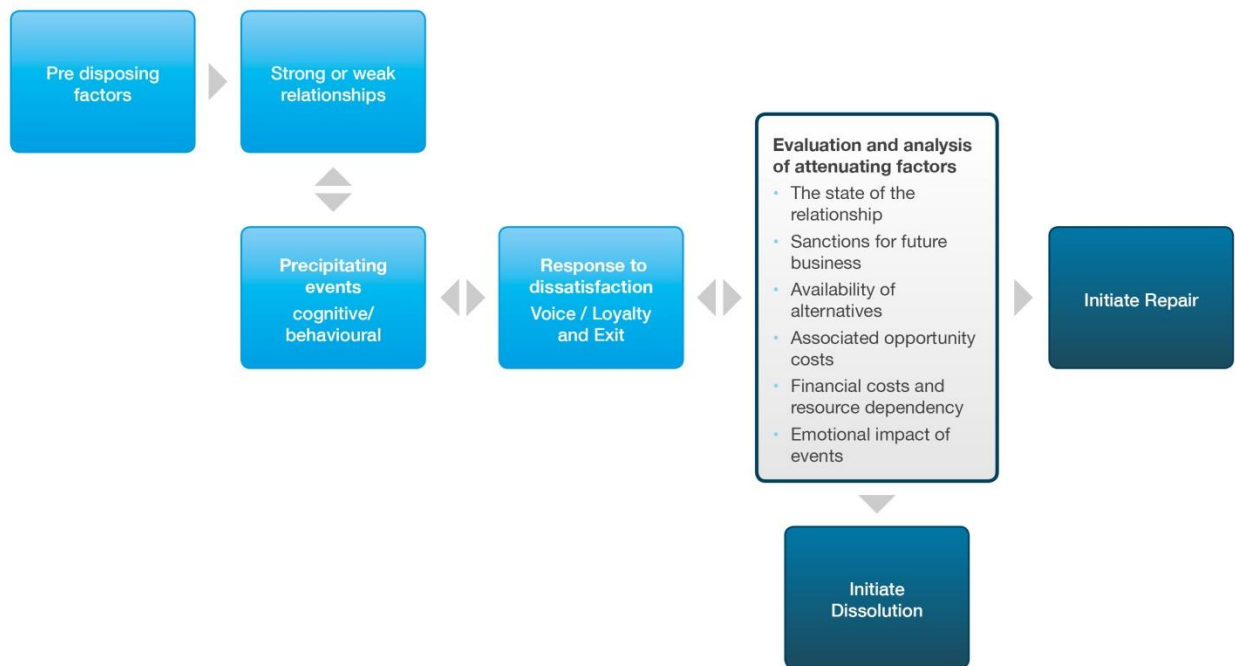 Pre disposing
factors
Strong or weak
relationships
Precipitating
events
cognitive/
behavioural
Response to
dissatisfaction
Voice / Loyalty
and Exit
Evaluation and analysis
of attenuating factors
• The state of the
relationship
• Sanctions for future
business
• Availability of
alternatives
• Associated opportunity
costs
• Financial costs and
resource dependency
• Emotional impact of
events
Initiate Repair
Initiate
Dissolution